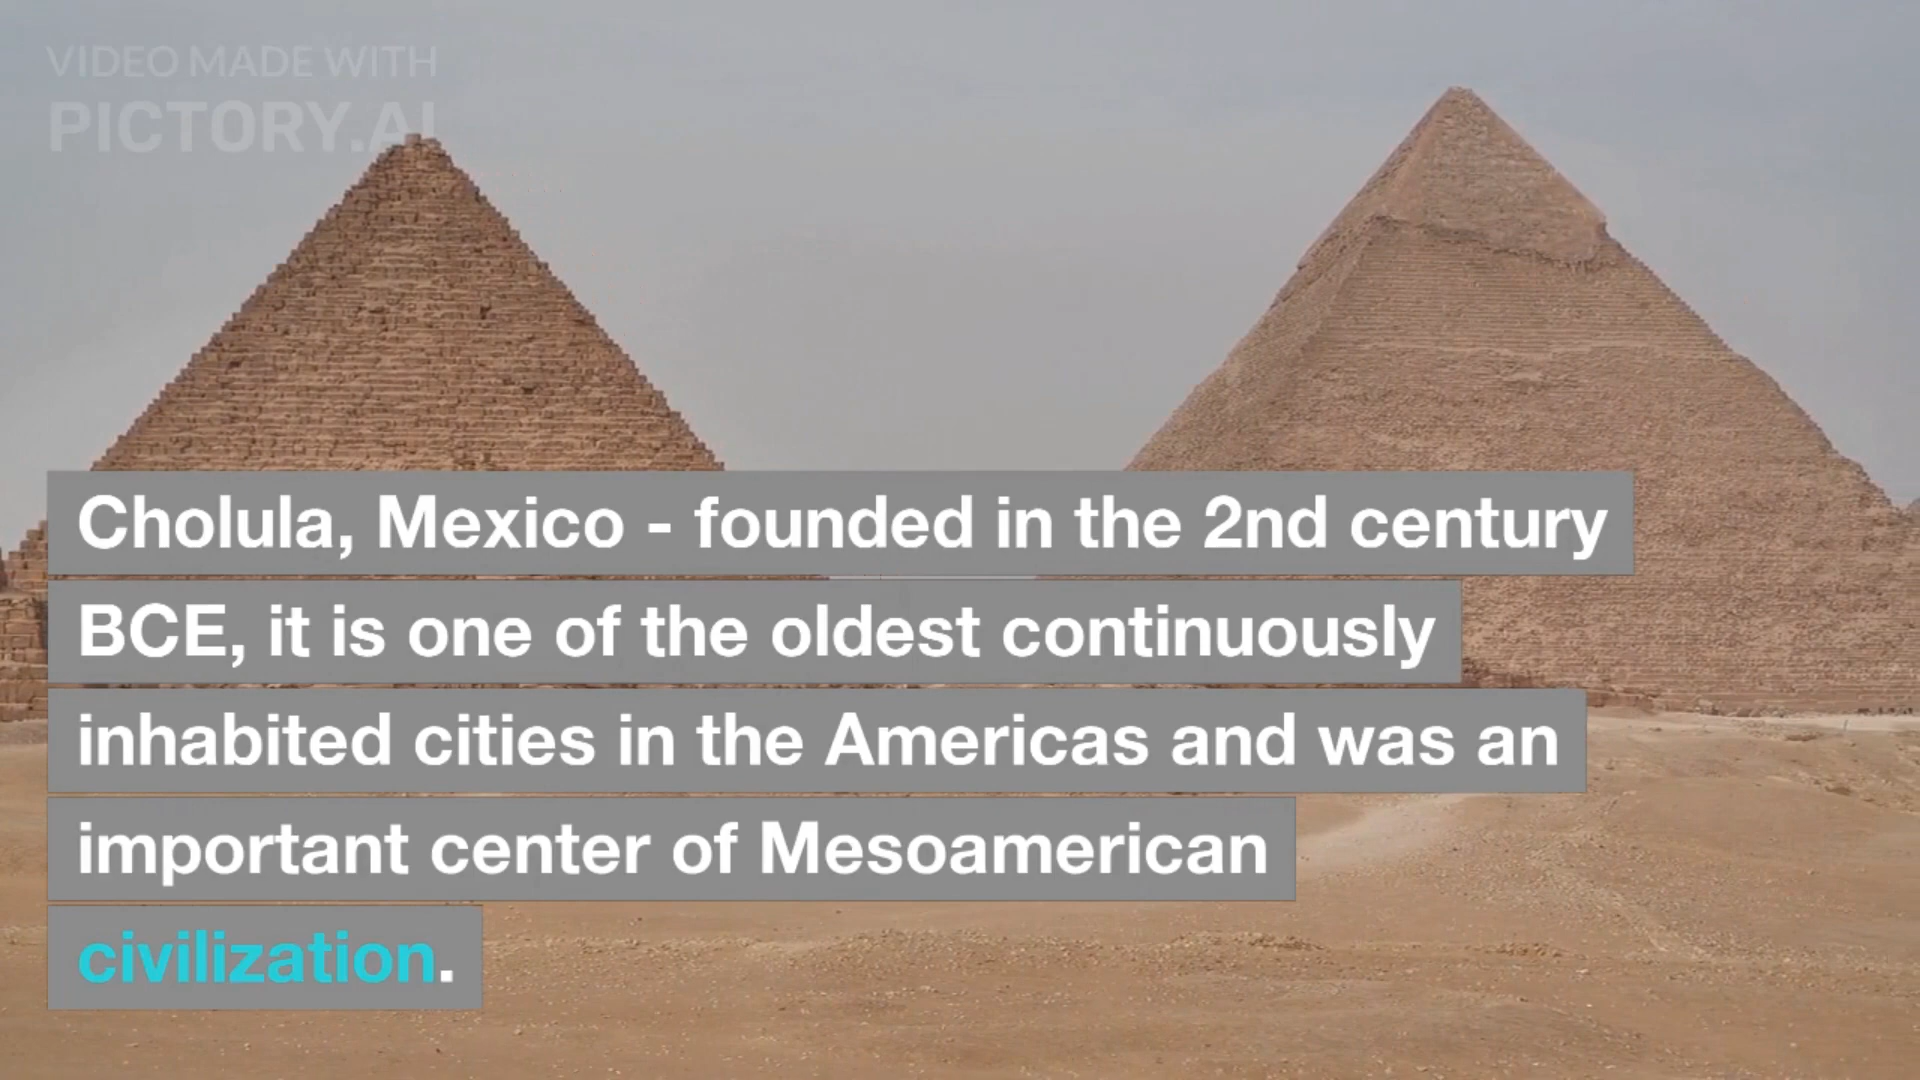 VIDEO MADE WITH
PICTORY.AI
Cholula, Mexico - founded in the 2nd century
BCE, it is one of the oldest continuously
inhabited cities in the Americas and was an
important center of Mesoamerican
civilization.